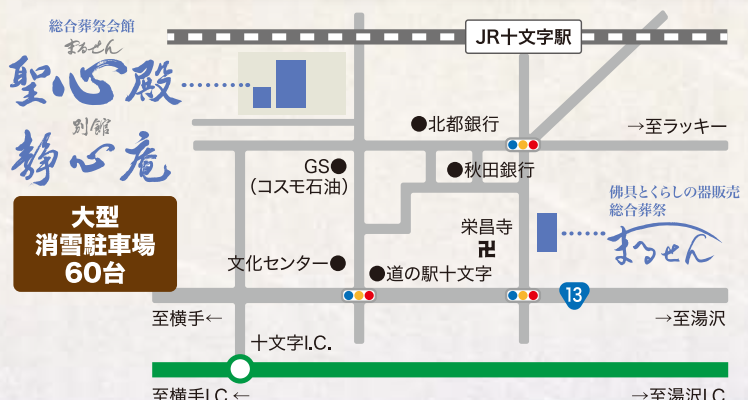 総合葬祭会館
まるせん
聖心殿
別館
静心庵
大型
消雪駐車場
60台
JR十文字駅
●北都銀行
→至ラッキー
GS●
(コスモ石油)
●秋田銀行
佛具とくらしの器販売
総合葬祭
まるせん
栄昌寺
卍
文化センター●
●道の駅十文字
13
至横手←
→至湯沢
十文字I.C.
至横手I.C←
→至湯沢I.C